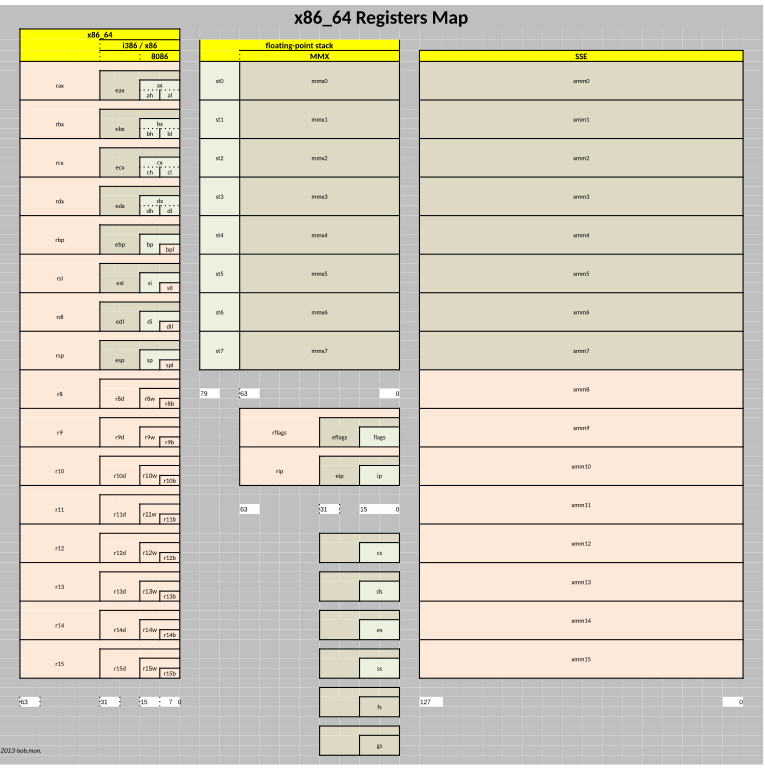 x86_64 Registers Map
x86_64
i386 / x86
8086
floating-point stack
MMX
SSE
rax eax ax ah al
rbx ebx bx bh bl
rcx ecx cx ch cl
rdx edx dx dh dl
rbp ebp bp bpl
rsi esi si sil
rdi edi di dil
rsp esp sp spl
r8 r8d r8w r8b
r9 r9d r9w r9b
r10 r10d r10w r10b
r11 r11d r11w r11b
r12 r12d r12w r12b
r13 r13d r13w r13b
r14 r14d r14w r14b
r15 r15d r15w r15b
63 31 15 7 0
st0 mmx0
st1 mmx1
st2 mmx2
st3 mmx3
st4 mmx4
st5 mmx5
st6 mmx6
st7 mmx7
79 63 0
rflags eflags flags
rip eip ip
63 31 15 0
cs
ds
es
ss
fs
gs
xmm0
xmm1
xmm2
xmm3
xmm4
xmm5
xmm6
xmm7
xmm8
xmm9
xmm10
xmm11
xmm12
xmm13
xmm14
xmm15
127 0
2013-bob.mon.